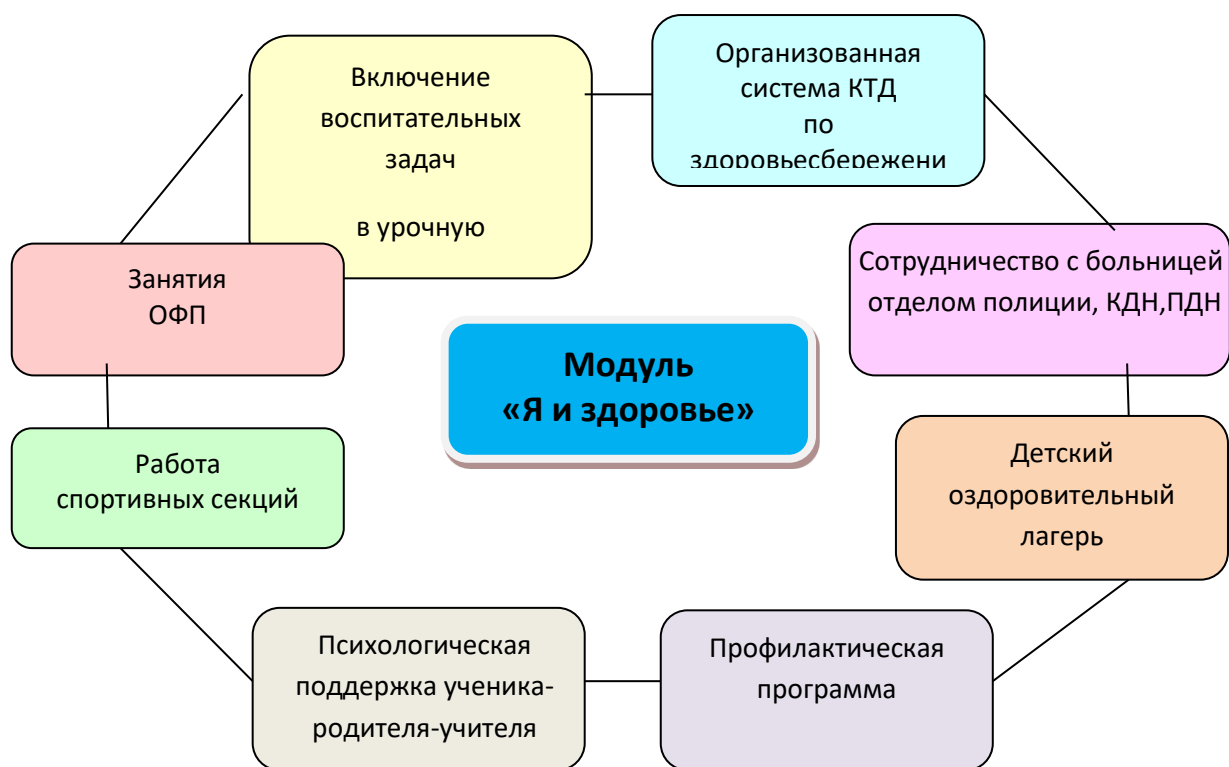 Включение
воспитательных
задач
в урочную
Организованная
система КТД
по
здоровьесбережени
Занятия
ОФП
Сотрудничество с больницей
отделом полиции, КДН,ПДН
Модуль
«Я и здоровье»
Работа
спортивных секций
Детский
оздоровительный
лагерь
Психологическая
поддержка ученика-
родителя-учителя
Профилактическая
программа